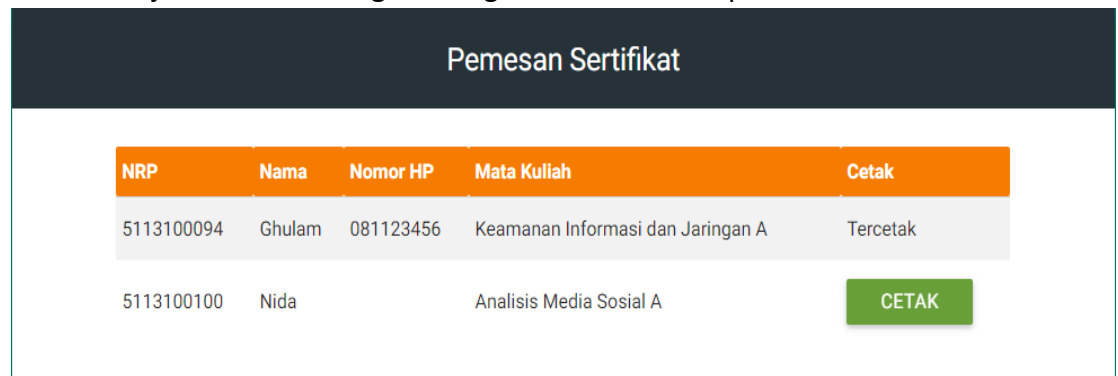 Pemesan Sertifikat
NRP Nama Nomor HP Mata Kuliah Cetak
5113100094 Ghulam 081123456 Keamanan Informasi dan Jaringan A Tercetak
5113100100 Nida Analisis Media Sosial A CETAK